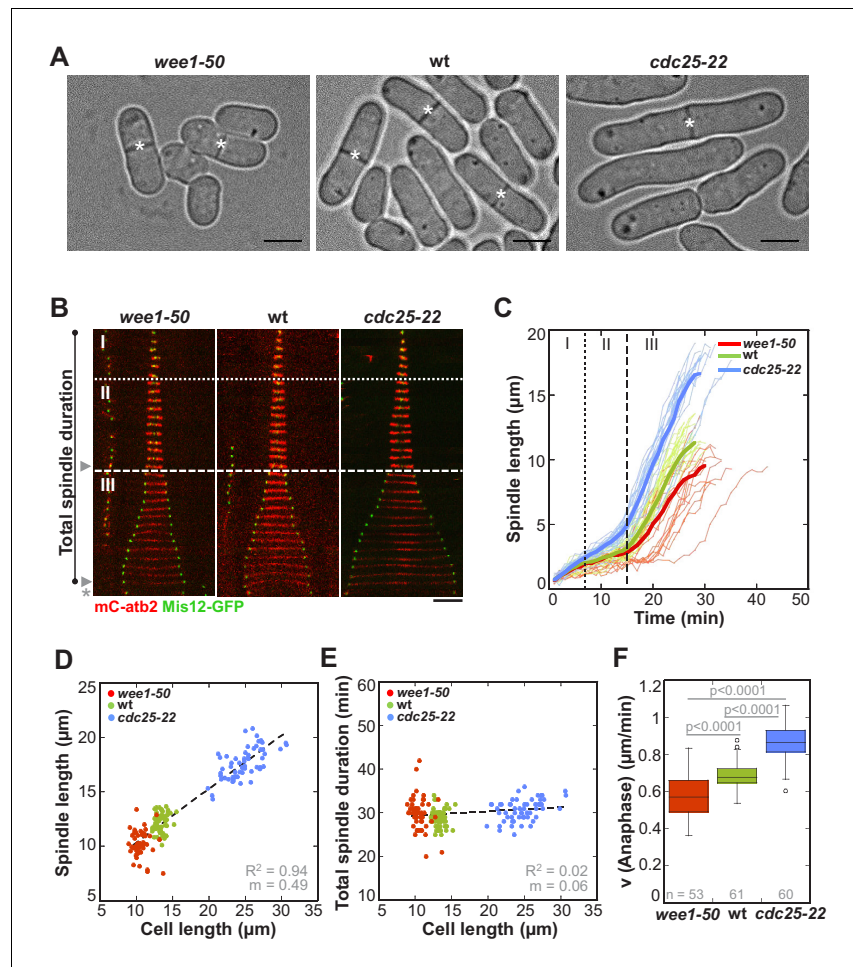 A
wee1-50 wt cdc25-22
* * * * *
B
wee1-50 wt cdc25-22
Total spindle duration
I
II
III
*
mC-atb2 Mis12-GFP
C
Spindle length (µm)
20
15
10
5
0
I II III
wee1-50
wt
cdc25-22
0 10 20 30 40 50
Time (min)
D
Spindle length (µm)
25
20
15
10
5
wee1-50
wt
cdc25-22
R² = 0.94
m = 0.49
5 10 15 20 25 30 35
Cell length (µm)
E
Total spindle duration (min)
60
50
40
30
20
10
wee1-50
wt
cdc25-22
R² = 0.02
m = 0.06
5 10 15 20 25 30 35
Cell length (µm)
F
v (Anaphase) (µm/min)
1.2
1
0.8
0.6
0.4
0.2
0
p<0.0001
p<0.0001
p<0.0001
n = 53 61 60
wee1-50 wt cdc25-22